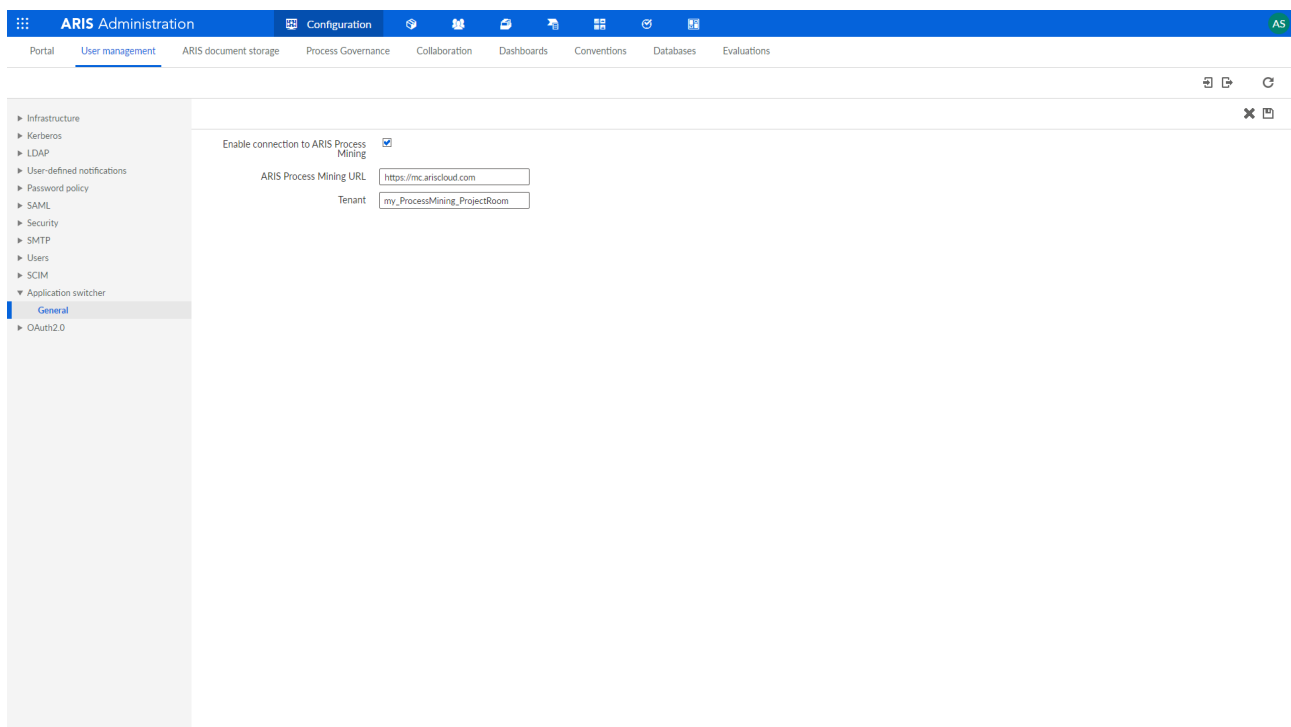 ARIS Administration
Configuration
AS
Portal
User management
ARIS document storage
Process Governance
Collaboration
Dashboards
Conventions
Databases
Evaluations
Infrastructure
Kerberos
LDAP
User-defined notifications
Password policy
SAML
Security
SMTP
Users
SCIM
Application switcher
General
OAuth2.0
Enable connection to ARIS Process
Mining
ARIS Process Mining URL
https://mc.ariscloud.com
Tenant
my_ProcessMining_ProjectRoom